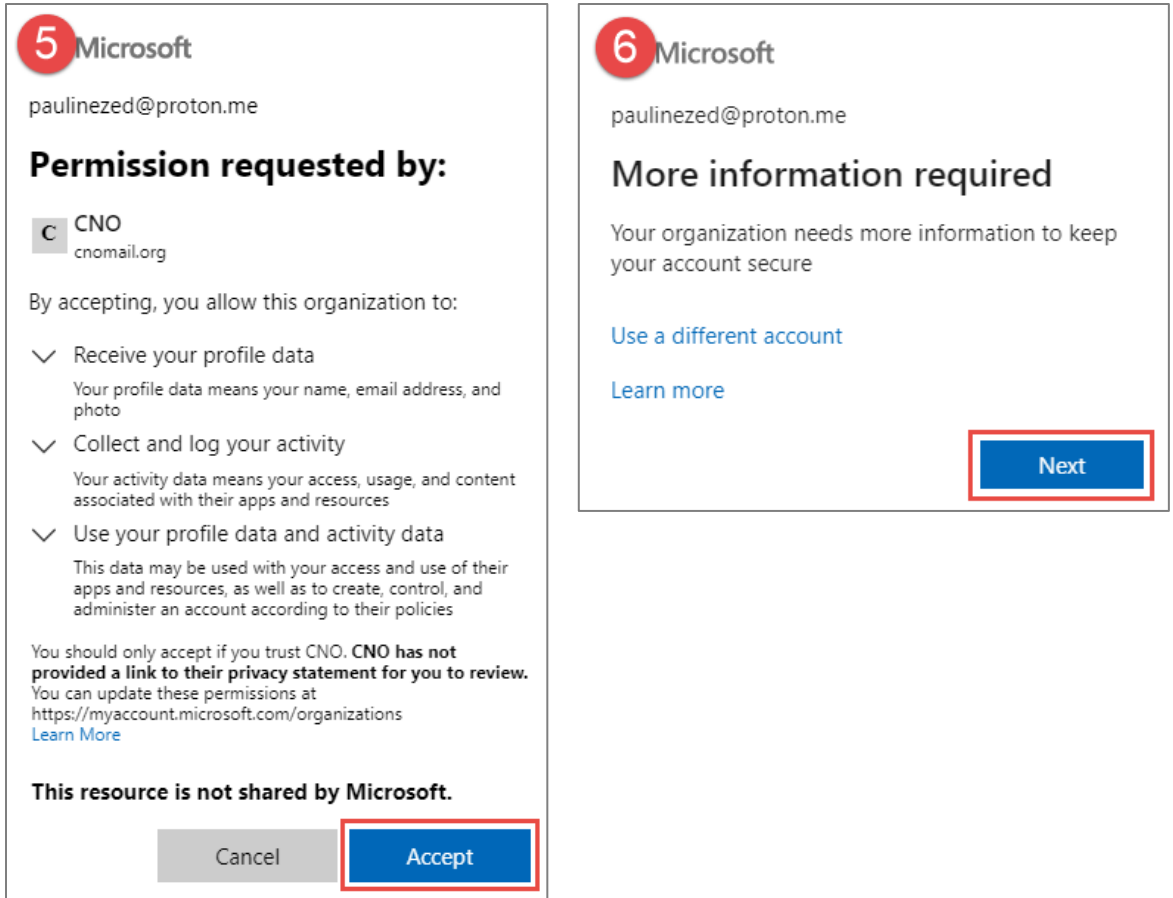 5
Microsoft
paulinezed@proton.me
Permission requested by:
C
CNO
cnomail.org
By accepting, you allow this organization to:
Receive your profile data
Your profile data means your name, email address, and
photo
Collect and log your activity
Your activity data means your access, usage, and content
associated with their apps and resources
Use your profile data and activity data
This data may be used with your access and use of their
apps and resources, as well as to create, control, and
administer an account according to their policies
You should only accept if you trust CNO. CNO has not
provided a link to their privacy statement for you to review.
You can update these permissions at
https://myaccount.microsoft.com/organizations
Learn More
This resource is not shared by Microsoft.
Cancel
Accept
6
Microsoft
paulinezed@proton.me
More information required
Your organization needs more information to keep
your account secure
Use a different account
Learn more
Next